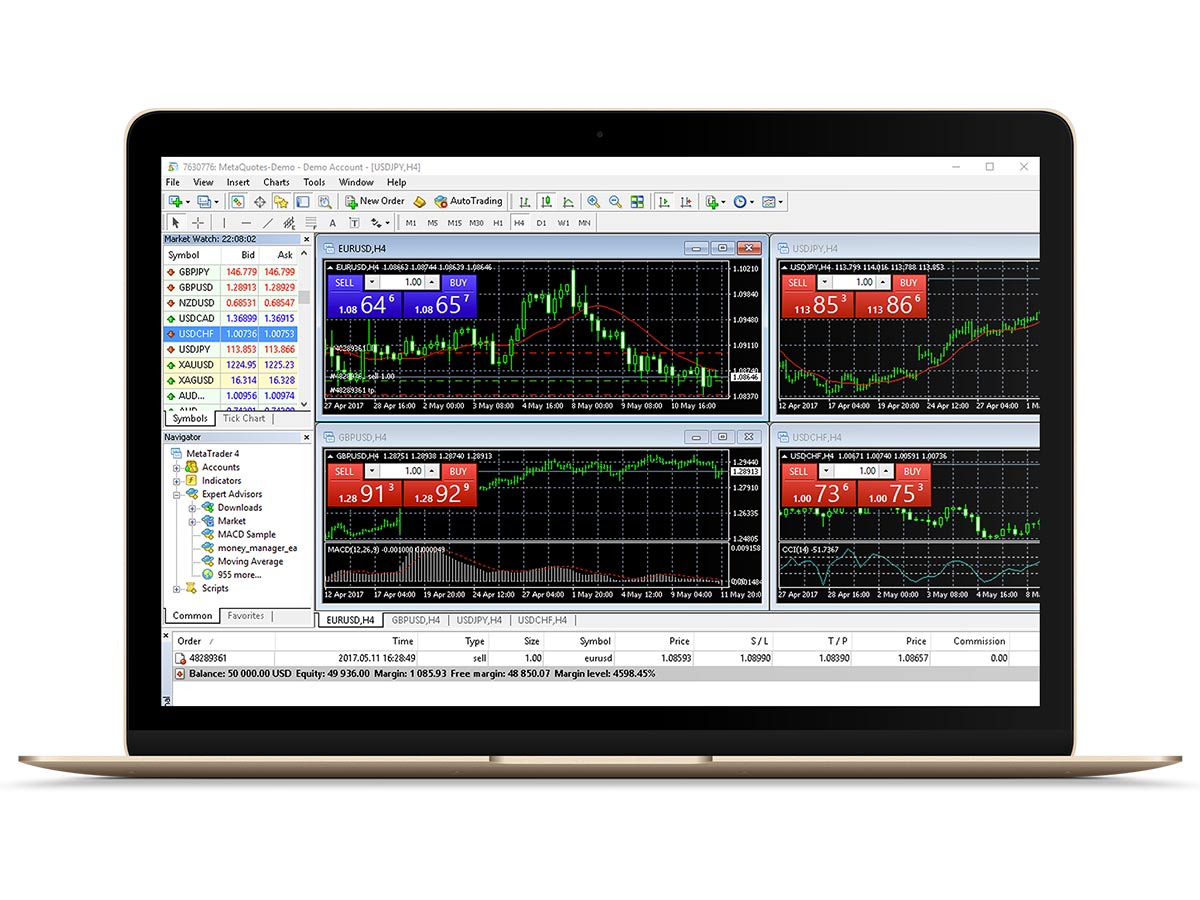 7630776: MetaQuotes-Demo - Demo Account - [USDJPY,H4]
File View Insert Charts Tools Window Help
New Order AutoTrading
A T M1 M5 M15 M30 H1 H4 D1 W1 MN
Market Watch: 22:08:02
Symbol Bid Ask
GBPJPY 146.779 146.799
GBPUSD 1.28913 1.28929
NZDUSD 0.68531 0.68547
USDCAD 1.36899 1.36915
USDCHF 1.00736 1.00753
USDJPY 113.853 113.866
XAUUSD 1224.95 1225.23
XAGUSD 16.314 16.328
AUD... 1.00956 1.00974
Symbols Tick Chart
Navigator
MetaTrader 4
Accounts
Indicators
Expert Advisors
Downloads
Market
MACD Sample
money_manager_ea
Moving Average
955 more...
Scripts
Common Favorites
EURUSD,H4
EURUSD,H4 1.08663 1.08744 1.08639 1.08646
SELL 1.00 BUY
1.08 64 6 1.08 65 7
#48289361 sell 1.00
#48289361 tp
1.10210
1.09840
1.09480
1.09110
1.08740
1.08646
1.08370
27 Apr 2017 28 Apr 16:00 2 May 00:00 3 May 08:00 4 May 16:00 8 May 00:00 9 May 08:00 10 May 16:00
USDJPY,H4
USDJPY,H4 113.799 114.016 113.788 113.853
SELL 1.00 BUY
113 85 3 113 86 6
12 Apr 2017 17 Apr 04:00 19 Apr 20:00 24 Apr 12:00 27 Apr 04:00 1 M
GBPUSD,H4
GBPUSD,H4 1.28751 1.28938 1.28740 1.28913
SELL 1.00 BUY
1.28 91 3 1.28 92 9
1.29440
1.28913
1.27910
1.26335
1.24805
MACD(12,26,9) -0.001000 0.000049
0.009158
12 Apr 2017 17 Apr 04:00 19 Apr 20:00 24 Apr 12:00 27 Apr 04:00 1 May 20:00 4 May 12:00 9 May 04:00 11 May 20:00
USDCHF,H4
USDCHF,H4 1.00671 1.00740 1.00591 1.00736
SELL 1.00 BUY
1.00 73 6 1.00 75 3
CCI(14) -51.7367
27 Apr 2017 28 Apr 16:00 2 May 00:00 3 May 08:00 4 May 16:00 8 M
EURUSD,H4 GBPUSD,H4 USDJPY,H4 USDCHF,H4
Order Time Type Size Symbol Price S / L T / P Price Commission
48289361 2017.05.11 16:28:49 sell 1.00 eurusd 1.08593 1.08990 1.08390 1.08657 0.00
Balance: 50 000.00 USD Equity: 49 936.00 Margin: 1 085.93 Free margin: 48 850.07 Margin level: 4598.45%